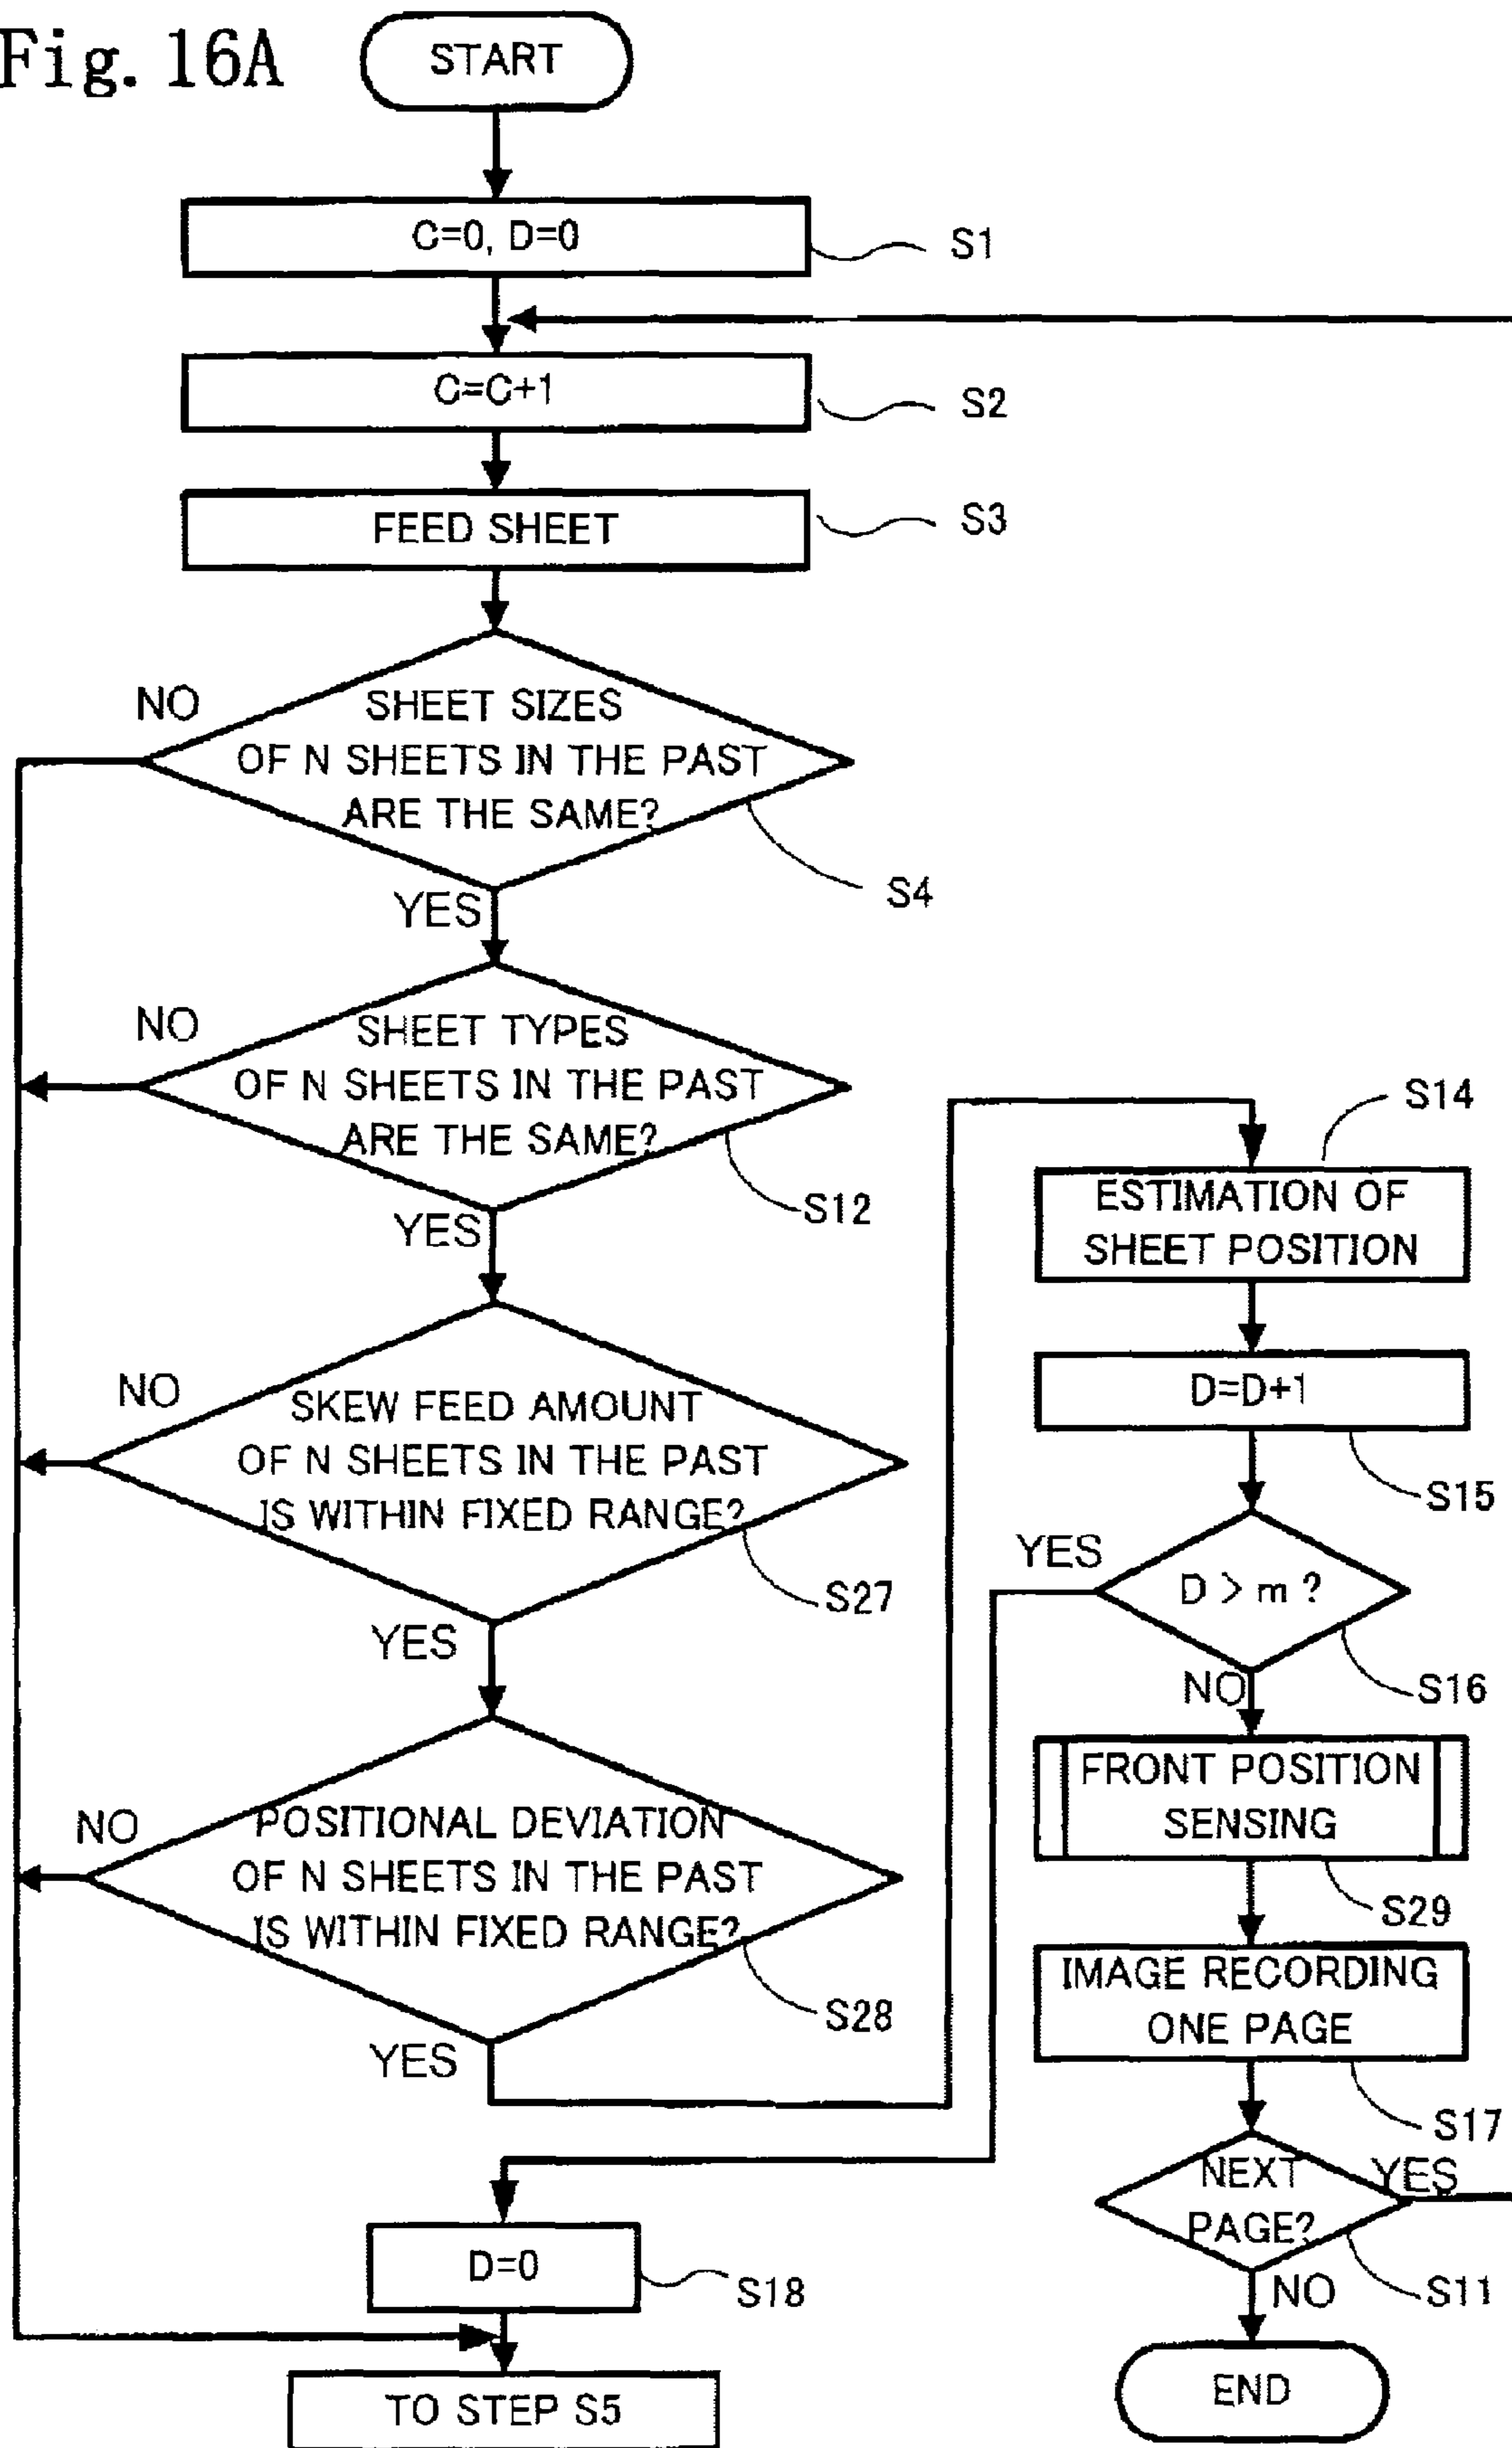 Fig. 16A
START
C=0, D=0
S1
C=C+1
S2
FEED SHEET
S3
NO
SHEET SIZES
OF N SHEETS IN THE PAST
ARE THE SAME?
S4
YES
NO
SHEET TYPES
OF N SHEETS IN THE PAST
ARE THE SAME?
S12
YES
NO
SKEW FEED AMOUNT
OF N SHEETS IN THE PAST
IS WITHIN FIXED RANGE?
S27
YES
NO
POSITIONAL DEVIATION
OF N SHEETS IN THE PAST
IS WITHIN FIXED RANGE?
S28
YES
S14
ESTIMATION OF
SHEET POSITION
D=D+1
S15
YES
D > m ?
S16
NO
FRONT POSITION
SENSING
S29
IMAGE RECORDING
ONE PAGE
S17
NEXT
PAGE?
YES
S11
NO
END
D=0
S18
TO STEP S5